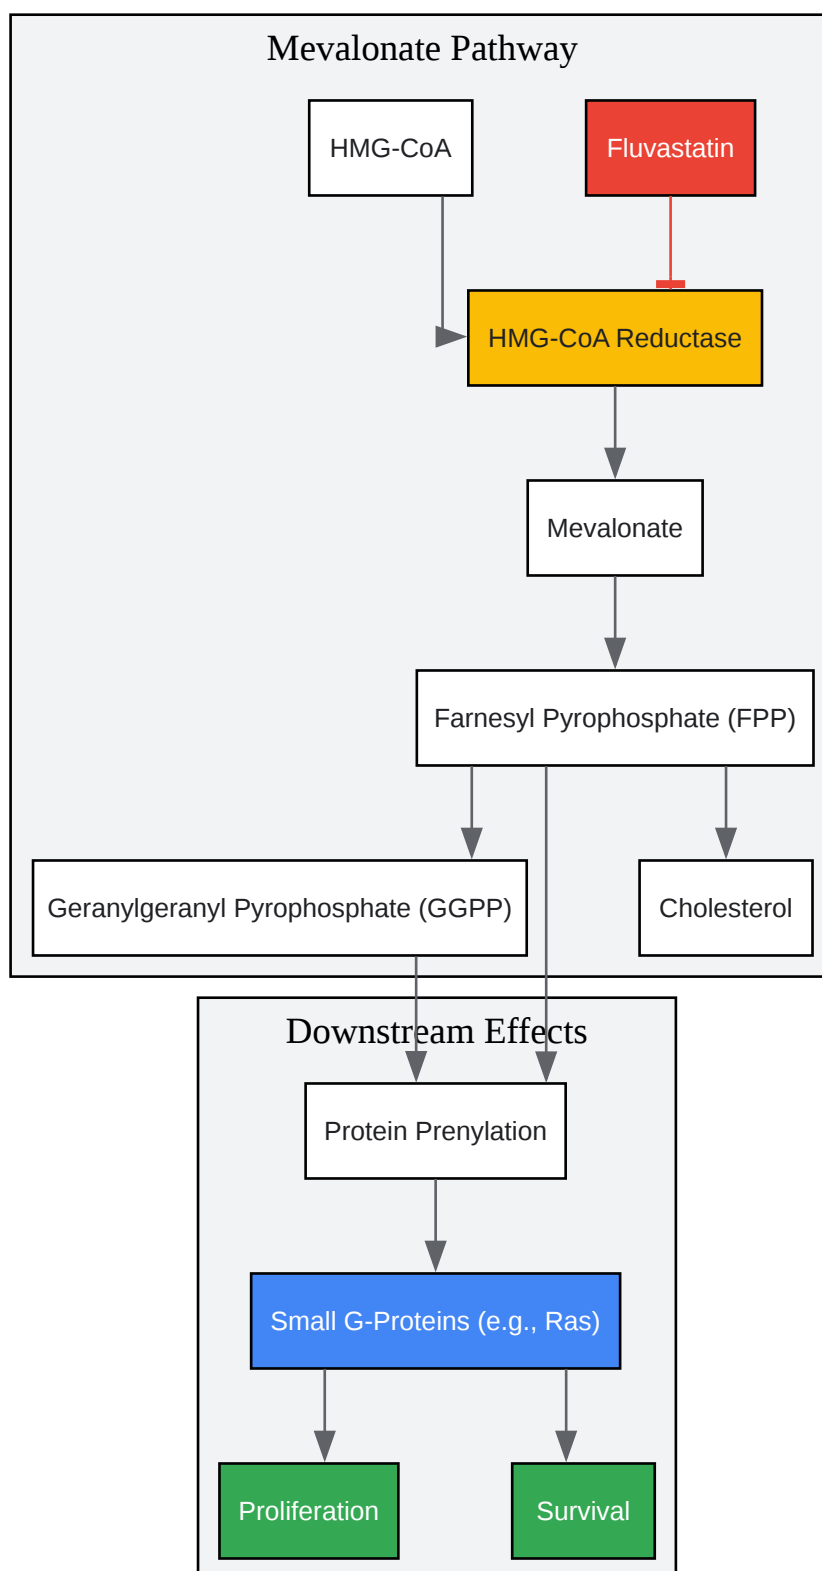 Mevalonate Pathway
HMG-CoA
Fluvastatin
HMG-CoA Reductase
Mevalonate
Farnesyl Pyrophosphate (FPP)
Geranylgeranyl Pyrophosphate (GGPP)
Cholesterol
Downstream Effects
Protein Prenylation
Small G-Proteins (e.g., Ras)
Proliferation
Survival